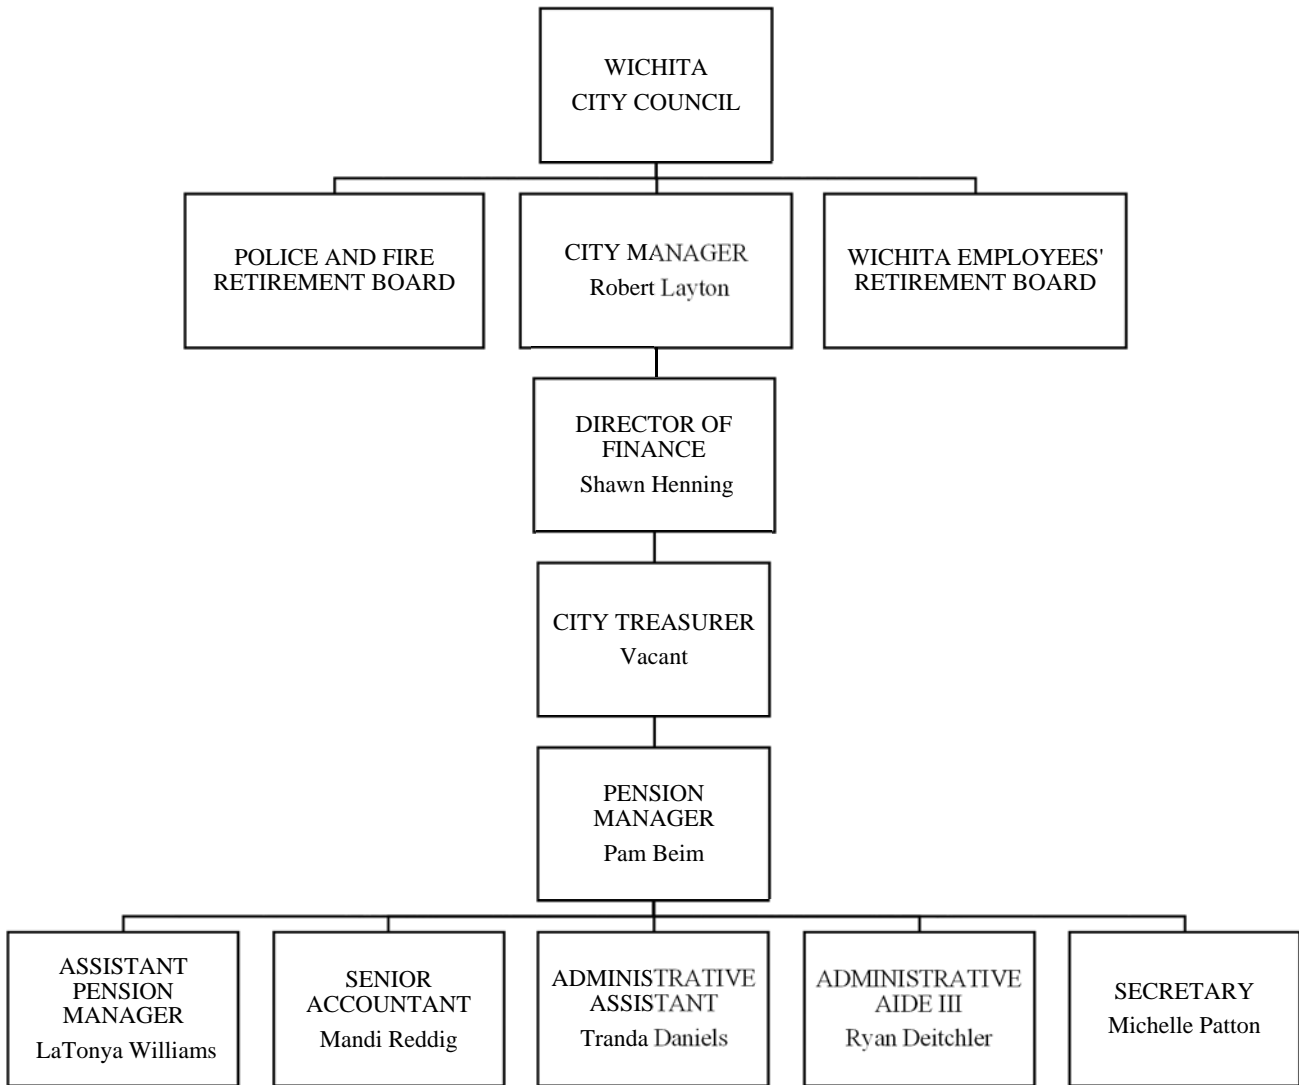 WICHITA
CITY COUNCIL
POLICE AND FIRE
RETIREMENT BOARD
CITY MANAGER
Robert Layton
WICHITA EMPLOYEES'
RETIREMENT BOARD
DIRECTOR OF
FINANCE
Shawn Henning
CITY TREASURER
Vacant
PENSION
MANAGER
Pam Beim
ASSISTANT
PENSION
MANAGER
LaTonya Williams
SENIOR
ACCOUNTANT
Mandi Reddig
ADMINISTRATIVE
ASSISTANT
Tranda Daniels
ADMINISTRATIVE
AIDE III
Ryan Deitchler
SECRETARY
Michelle Patton